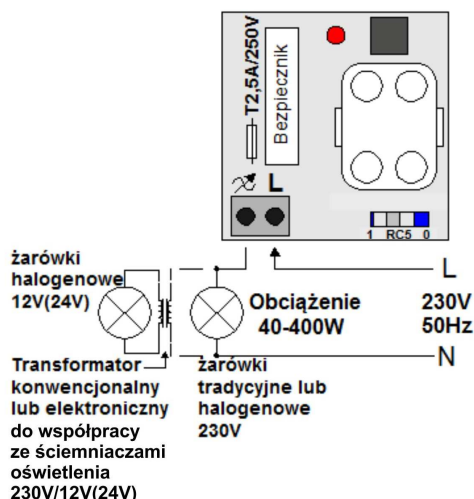 T2,5A/250V
Bezpiecznik
L
1 RC5 0
żarówki
halogenowe
12V(24V)
L
Obciążenie
40-400W
230V
50Hz
N
Transformator
konwencjonalny
lub elektroniczny
do współpracy
ze ściemniaczami
oświetlenia
230V/12V(24V)
żarówki
tradycyjne lub
halogenowe
230V